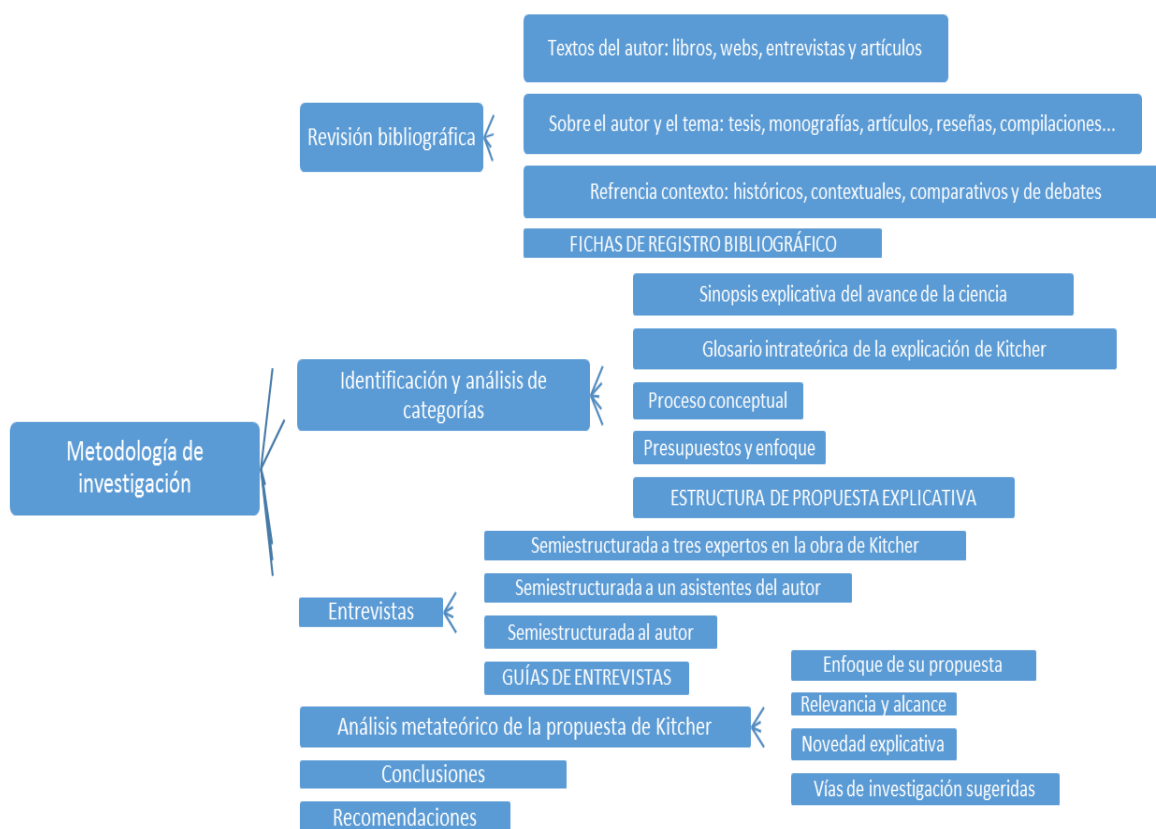 Metodología de
investigación
Revisión bibliográfica
Textos del autor: libros, webs, entrevistas y artículos
Sobre el autor y el tema: tesis, monografías, artículos, reseñas, compilaciones...
Refrencia contexto: históricos, contextuales, comparativos y de debates
FICHAS DE REGISTRO BIBLIOGRÁFICO
Identificación y análisis de
categorías
Sinopsis explicativa del avance de la ciencia
Glosario intrateórica de la explicación de Kitcher
Proceso conceptual
Presupuestos y enfoque
ESTRUCTURA DE PROPUESTA EXPLICATIVA
Entrevistas
Semiestructurada a tres expertos en la obra de Kitcher
Semiestructurada a un asistentes del autor
Semiestructurada al autor
GUÍAS DE ENTREVISTAS
Análisis metateórico de la propuesta de Kitcher
Enfoque de su propuesta
Relevancia y alcance
Novedad explicativa
Vías de investigación sugeridas
Conclusiones
Recomendaciones